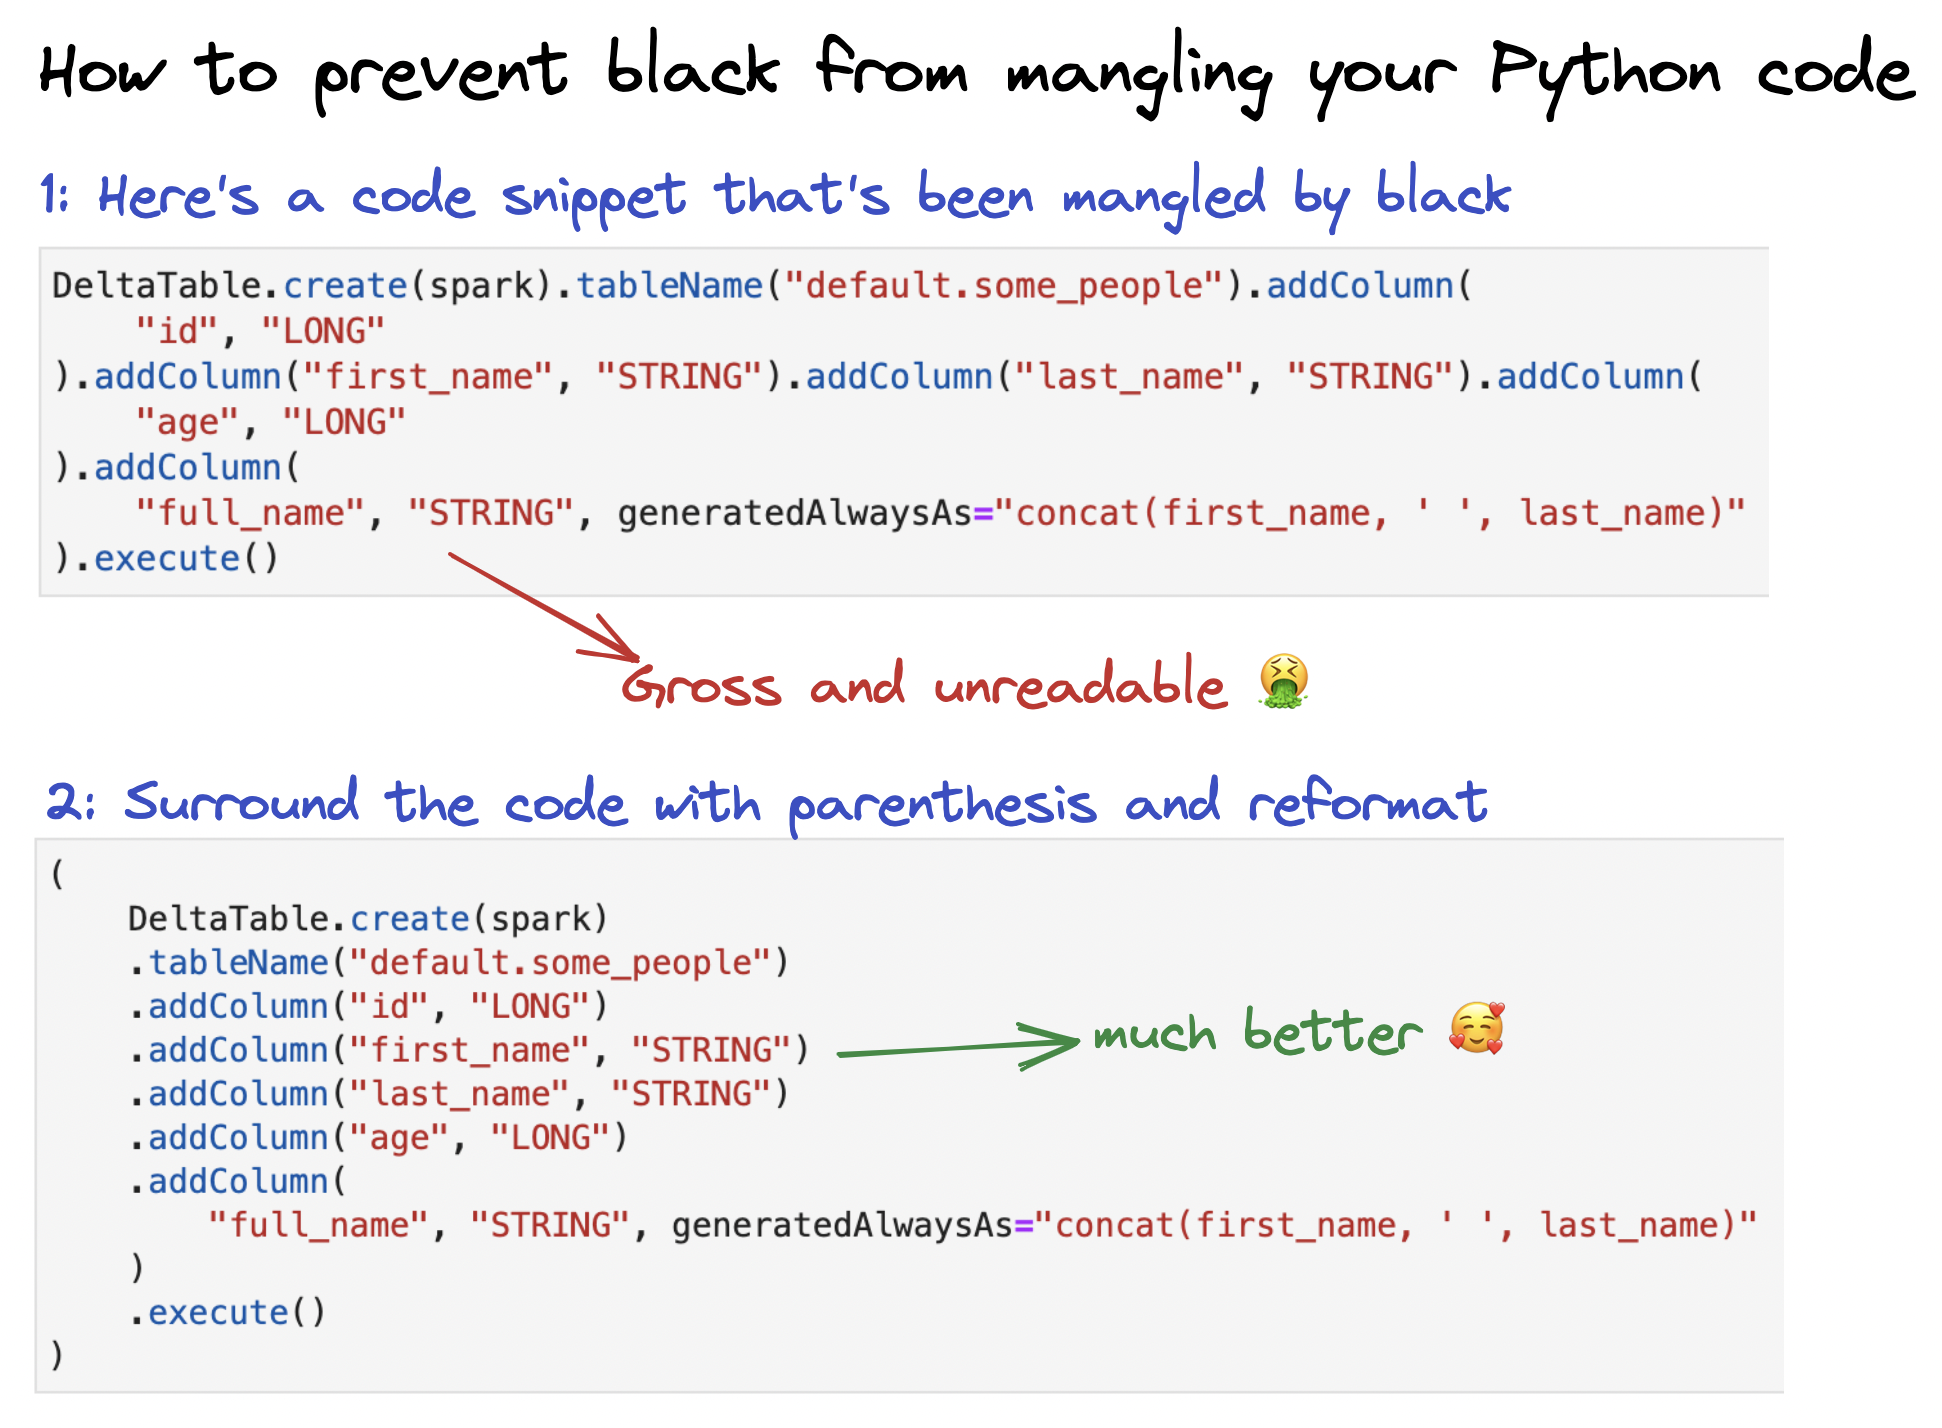 How to prevent black from mangling your Python code
1: Here's a code snippet that's been mangled by black
DeltaTable.create(spark).tableName("default.some_people").addColumn(
    "id", "LONG"
).addColumn("first_name", "STRING").addColumn("last_name", "STRING").addColumn(
    "age", "LONG"
).addColumn(
    "full_name", "STRING", generatedAlwaysAs="concat(first_name, ' ', last_name)"
).execute()
Gross and unreadable 🤮
2: Surround the code with parenthesis and reformat
(
    DeltaTable.create(spark)
    .tableName("default.some_people")
    .addColumn("id", "LONG")
    .addColumn("first_name", "STRING")
    .addColumn("last_name", "STRING")
    .addColumn("age", "LONG")
    .addColumn(
        "full_name", "STRING", generatedAlwaysAs="concat(first_name, ' ', last_name)"
    )
    .execute()
)
much better 🥰